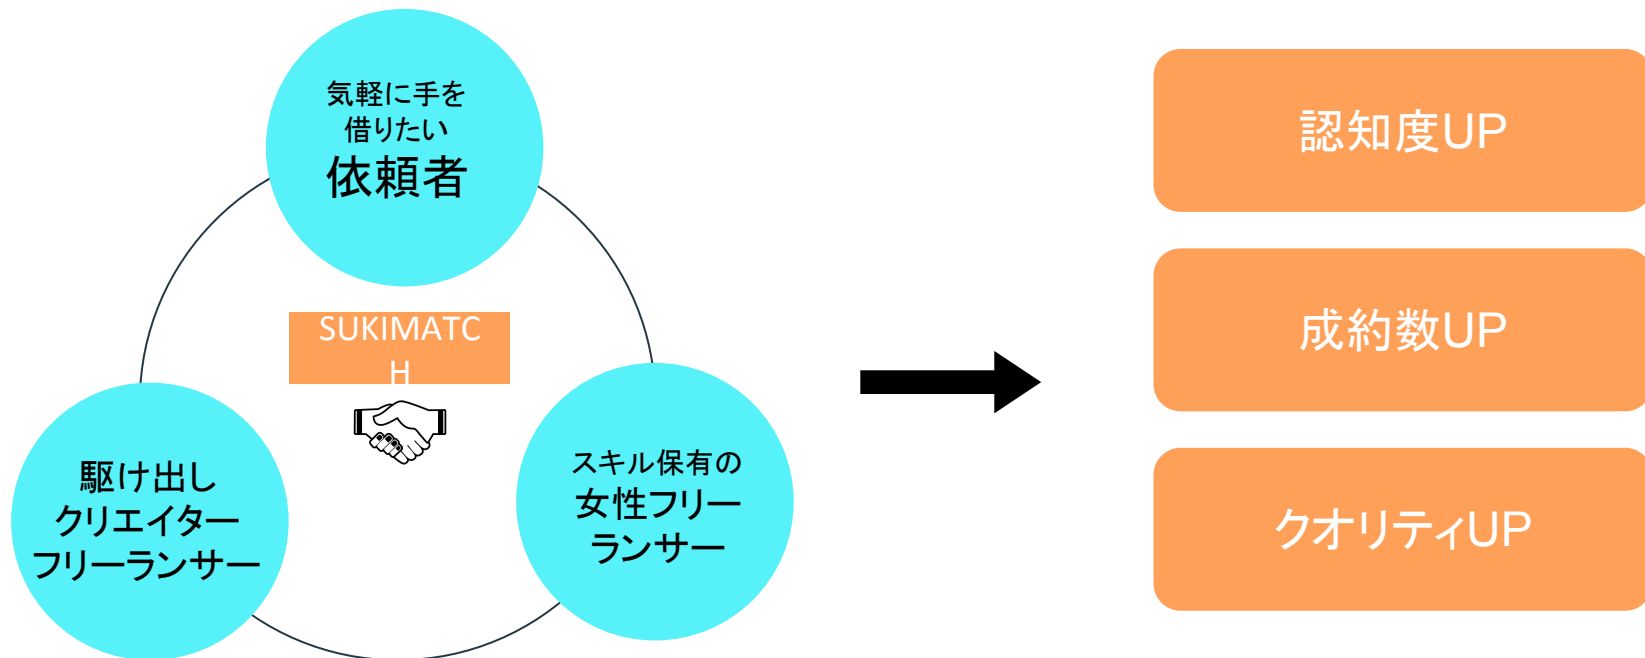 気軽に手を
借りたい
依頼者
SUKIMATC
H
駆け出し
クリエイター
フリーランサー
スキル保有の
女性フリー
ランサー
認知度UP
成約数UP
クオリティUP